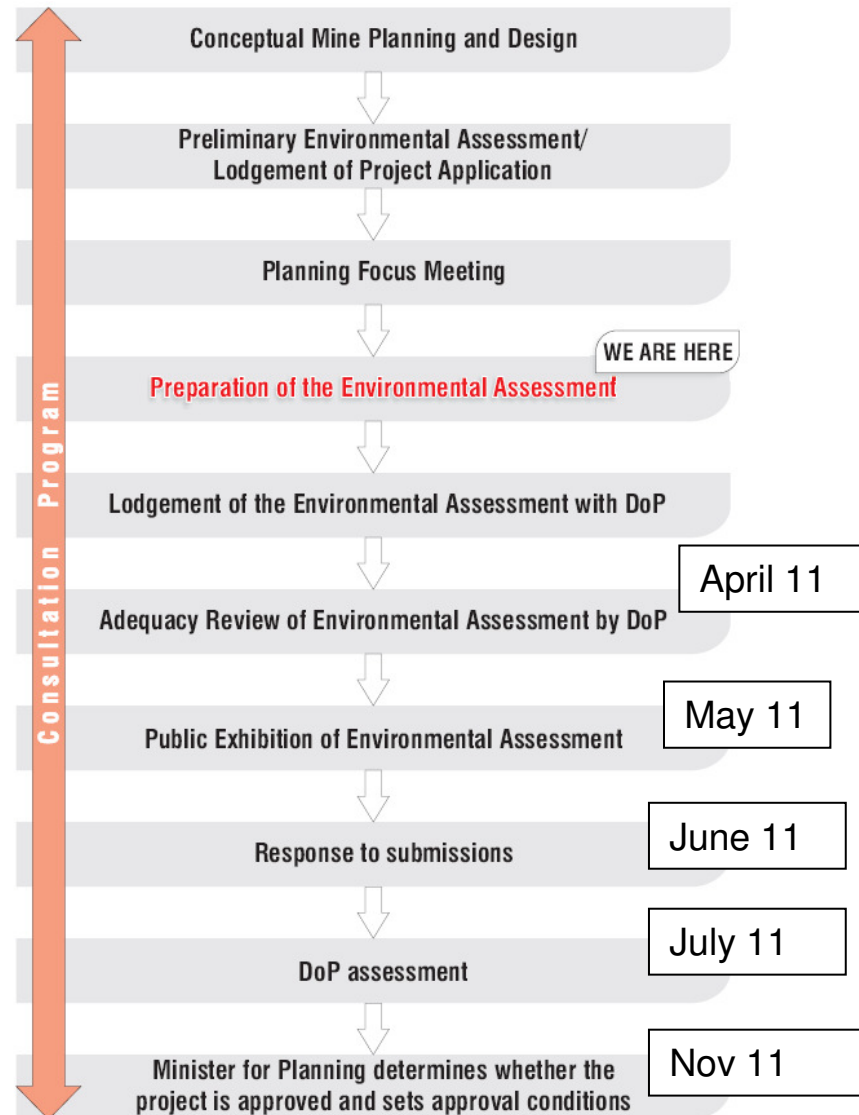 Conceptual Mine Planning and Design
Preliminary Environmental Assessment/
Lodgement of Project Application
Planning Focus Meeting
WE ARE HERE
Preparation of the Environmental Assessment
Consultation Program
Lodgement of the Environmental Assessment with DoP
April 11
Adequacy Review of Environmental Assessment by DoP
May 11
Public Exhibition of Environmental Assessment
June 11
Response to submissions
July 11
DoP assessment
Nov 11
Minister for Planning determines whether the
project is approved and sets approval conditions